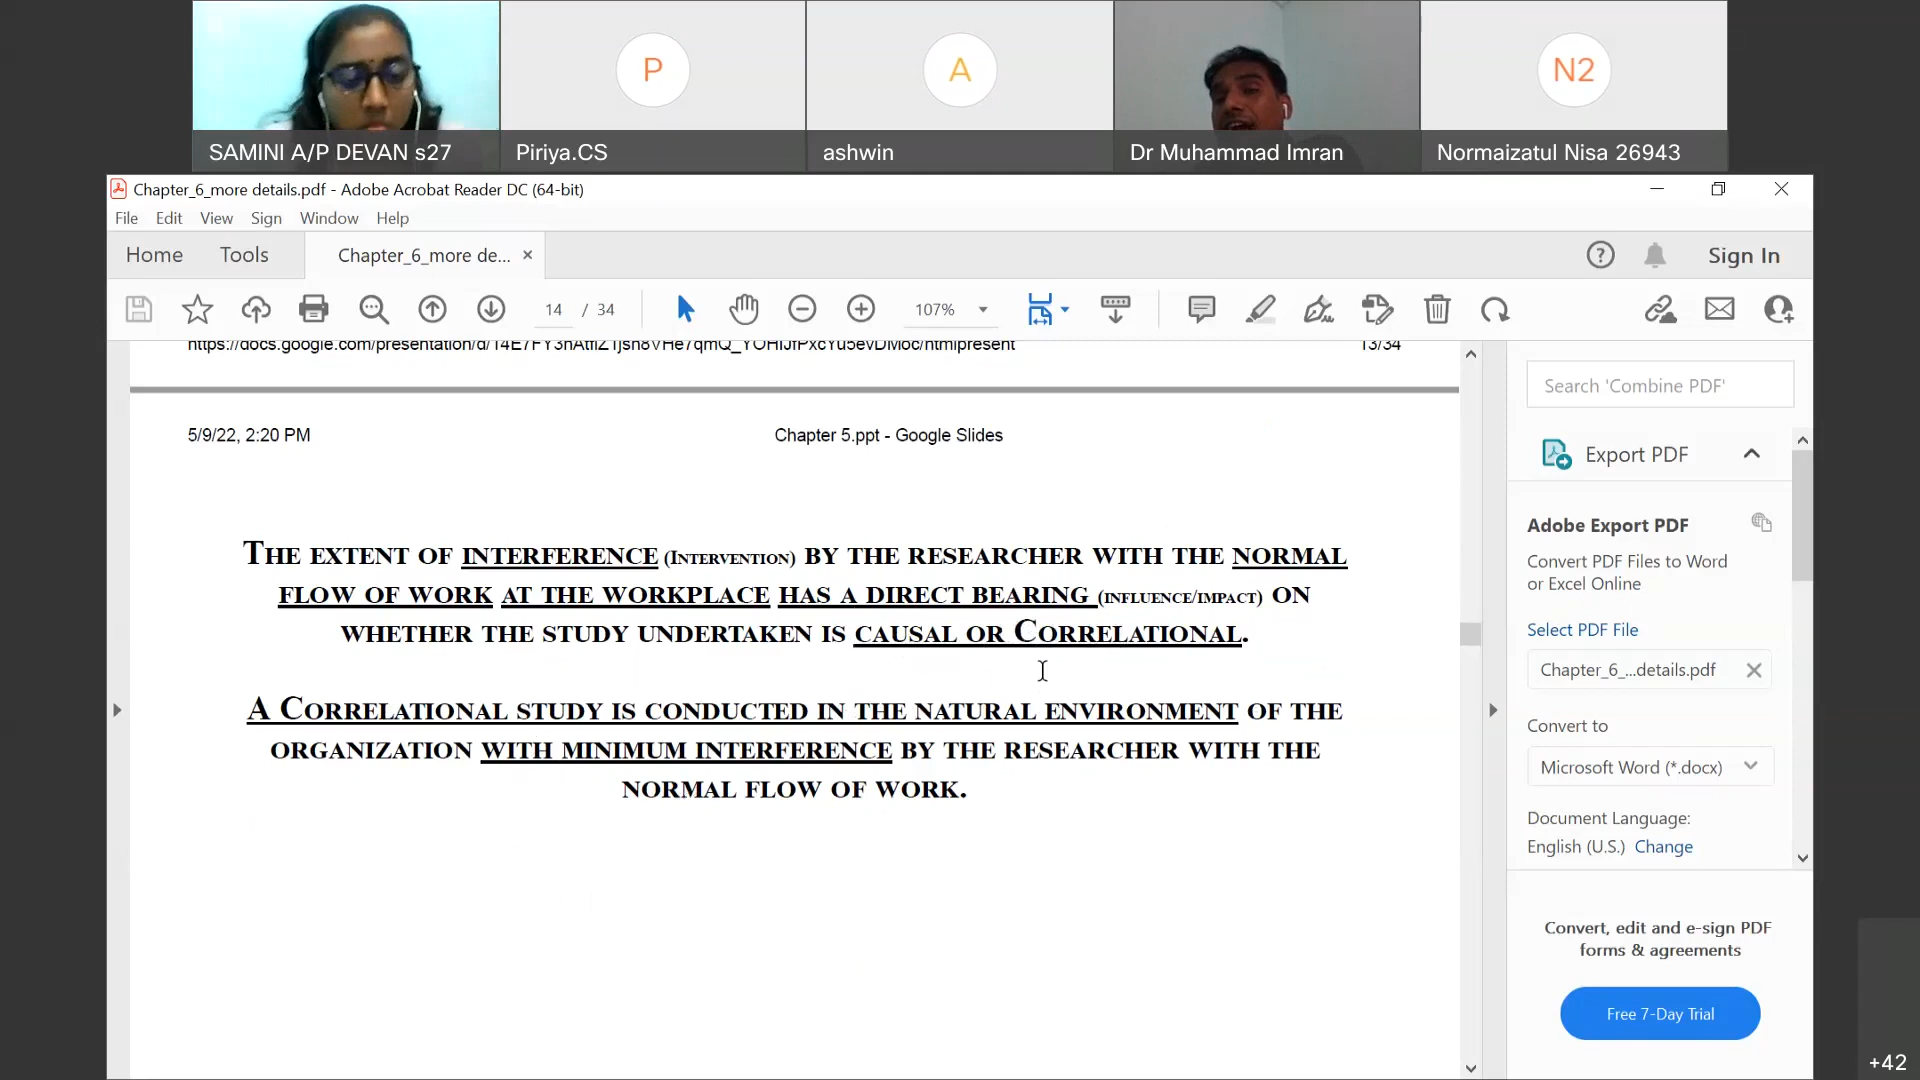 P
A
N2
SAMINI A/P DEVAN s27
Piriya.CS
ashwin
Dr Muhammad Imran
Normaizatul Nisa 26943
Chapter_6_more details.pdf - Adobe Acrobat Reader DC (64-bit)
File Edit View Sign Window Help
Home Tools Chapter_6_more de... × Sign In
14 / 34 107%
13/34
5/9/22, 2:20 PM Chapter 5.ppt - Google Slides
THE EXTENT OF INTERFERENCE (INTERVENTION) BY THE RESEARCHER WITH THE NORMAL
FLOW OF WORK AT THE WORKPLACE HAS A DIRECT BEARING (INFLUENCE/IMPACT) ON
WHETHER THE STUDY UNDERTAKEN IS CAUSAL OR CORRELATIONAL.
A CORRELATIONAL STUDY IS CONDUCTED IN THE NATURAL ENVIRONMENT OF THE
ORGANIZATION WITH MINIMUM INTERFERENCE BY THE RESEARCHER WITH THE
NORMAL FLOW OF WORK.
Search 'Combine PDF'
Export PDF
Adobe Export PDF
Convert PDF Files to Word
or Excel Online
Select PDF File
Chapter_6_...details.pdf
Convert to
Microsoft Word (*.docx)
Document Language:
English (U.S.) Change
Convert, edit and e-sign PDF
forms & agreements
Free 7-Day Trial
+42